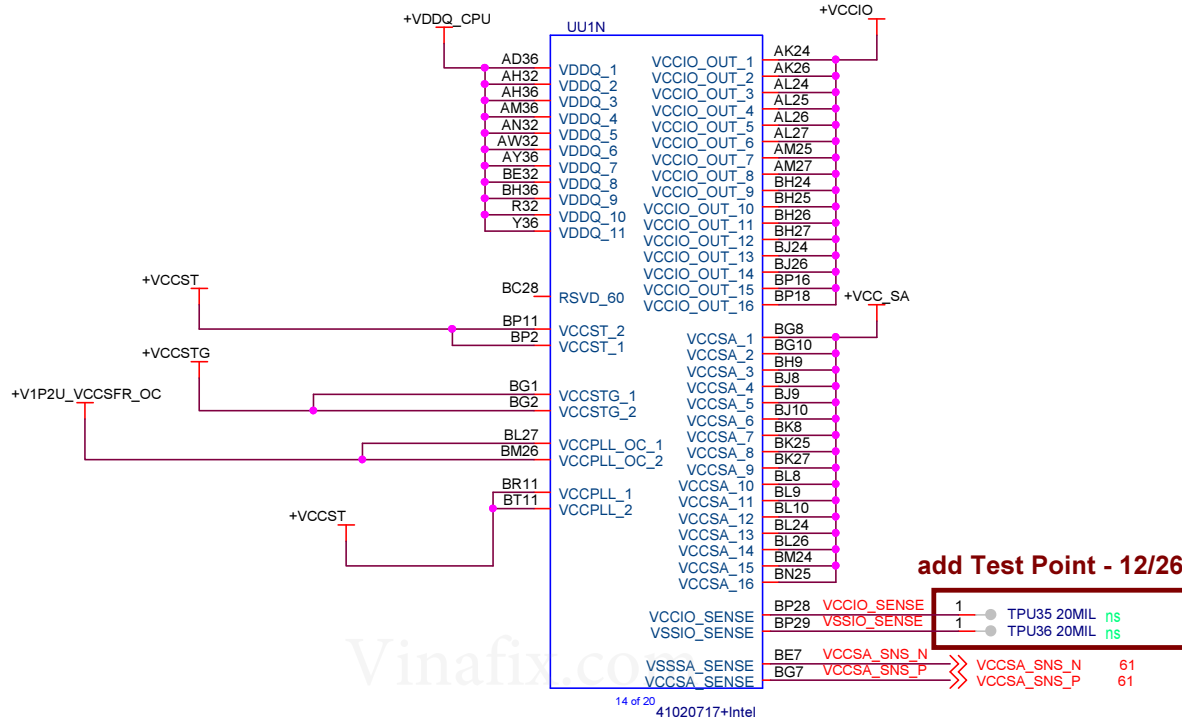 +VDDQ_CPU
+VCCIO
UU1N
AD36 VDDQ_1
AH32 VDDQ_2
AH36 VDDQ_3
AM36 VDDQ_4
AN32 VDDQ_5
AW32 VDDQ_6
AY36 VDDQ_7
BE32 VDDQ_8
BH36 VDDQ_9
R32 VDDQ_10
Y36 VDDQ_11
+VCCST
BC28 RSVD_60
BP11 VCCST_2
BP2 VCCST_1
+VCCSTG
BG1 VCCSTG_1
BG2 VCCSTG_2
+V1P2U_VCCSFR_OC
BL27 VCCPLL_OC_1
BM26 VCCPLL_OC_2
BR11 VCCPLL_1
BT11 VCCPLL_2
+VCCST
VCCIO_OUT_1 AK24
VCCIO_OUT_2 AK26
VCCIO_OUT_3 AL24
VCCIO_OUT_4 AL25
VCCIO_OUT_5 AL26
VCCIO_OUT_6 AL27
VCCIO_OUT_7 AM25
VCCIO_OUT_8 AM27
VCCIO_OUT_9 BH24
VCCIO_OUT_10 BH25
VCCIO_OUT_11 BH26
VCCIO_OUT_12 BH27
VCCIO_OUT_13 BJ24
VCCIO_OUT_14 BJ26
VCCIO_OUT_15 BP16
VCCIO_OUT_16 BP18
+VCC_SA
VCCSA_1 BG8
VCCSA_2 BG10
VCCSA_3 BH9
VCCSA_4 BJ8
VCCSA_5 BJ9
VCCSA_6 BJ10
VCCSA_7 BK8
VCCSA_8 BK25
VCCSA_9 BK27
VCCSA_10 BL8
VCCSA_11 BL9
VCCSA_12 BL10
VCCSA_13 BL24
VCCSA_14 BL26
VCCSA_15 BM24
VCCSA_16 BN25
add Test Point - 12/26
VCCIO_SENSE BP28 VCCIO_SENSE 1 TPU35 20MIL ns
VSSIO_SENSE BP29 VSSIO_SENSE 1 TPU36 20MIL ns
VSSSA_SENSE BE7 VCCSA_SNS_N VCCSA_SNS_N 61
VCCSA_SENSE BG7 VCCSA_SNS_P VCCSA_SNS_P 61
Vinafix.com
14 of 20
41020717+Intel